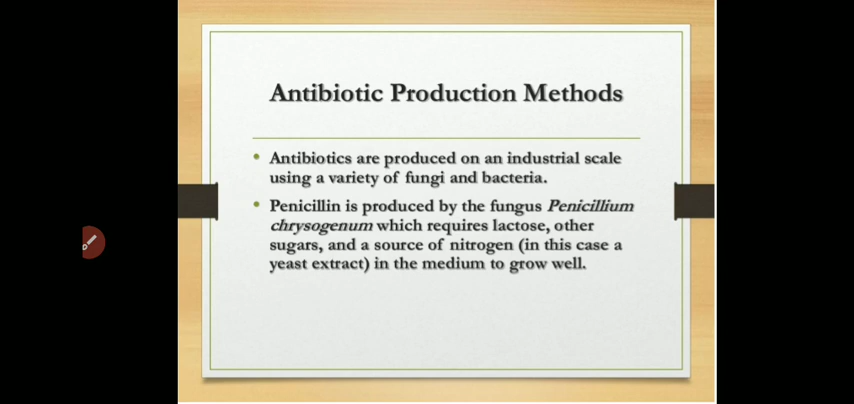 Antibiotic Production Methods
• Antibiotics are produced on an industrial scale
using a variety of fungi and bacteria.
• Penicillin is produced by the fungus Penicillium
chrysogenum which requires lactose, other
sugars, and a source of nitrogen (in this case a
yeast extract) in the medium to grow well.